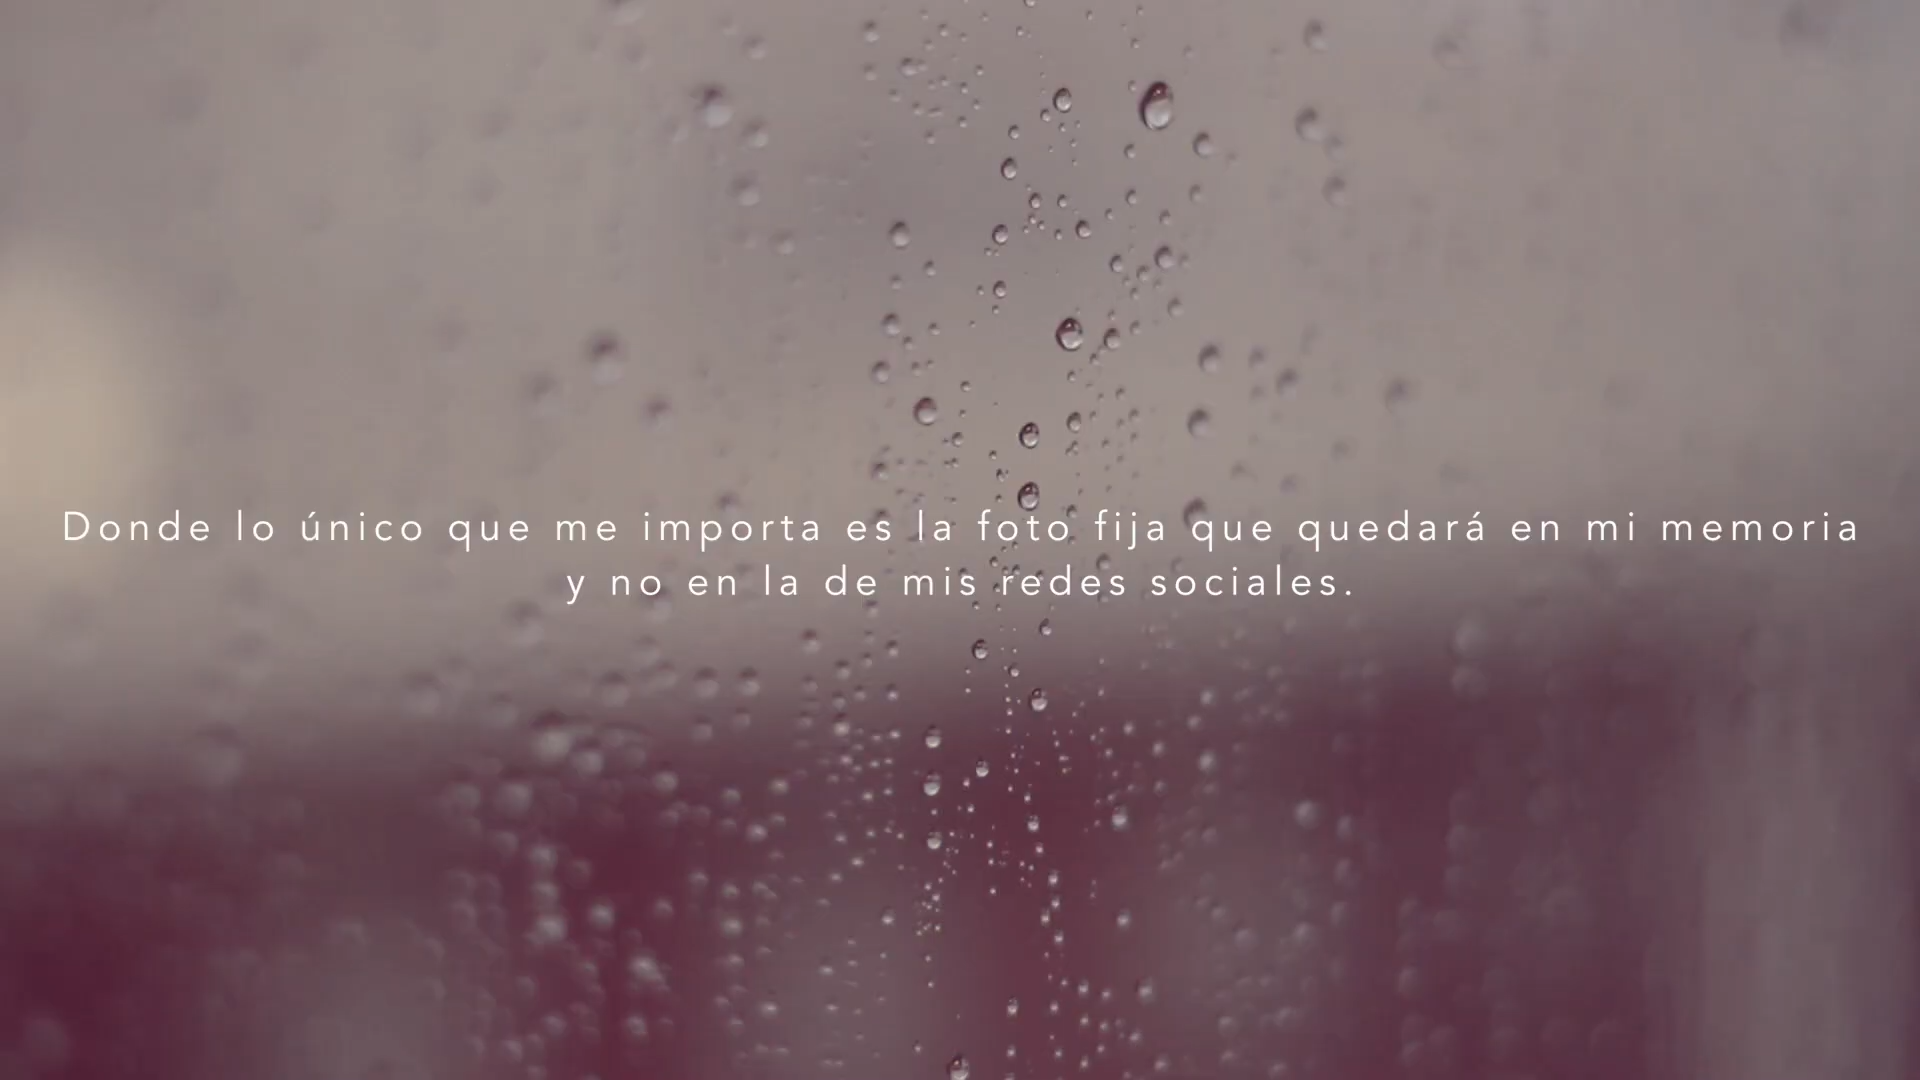 Donde lo único que me importa es la foto fija que quedará en mi memoria
y no en la de mis redes sociales.